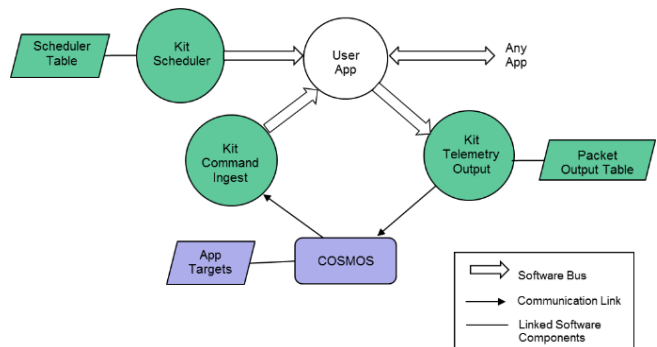 Scheduler
Table
Kit
Scheduler
User
App
Any
App
Kit
Command
Ingest
Kit
Telemetry
Output
Packet
Output Table
App
Targets
COSMOS
Software Bus
Communication Link
Linked Software
Components